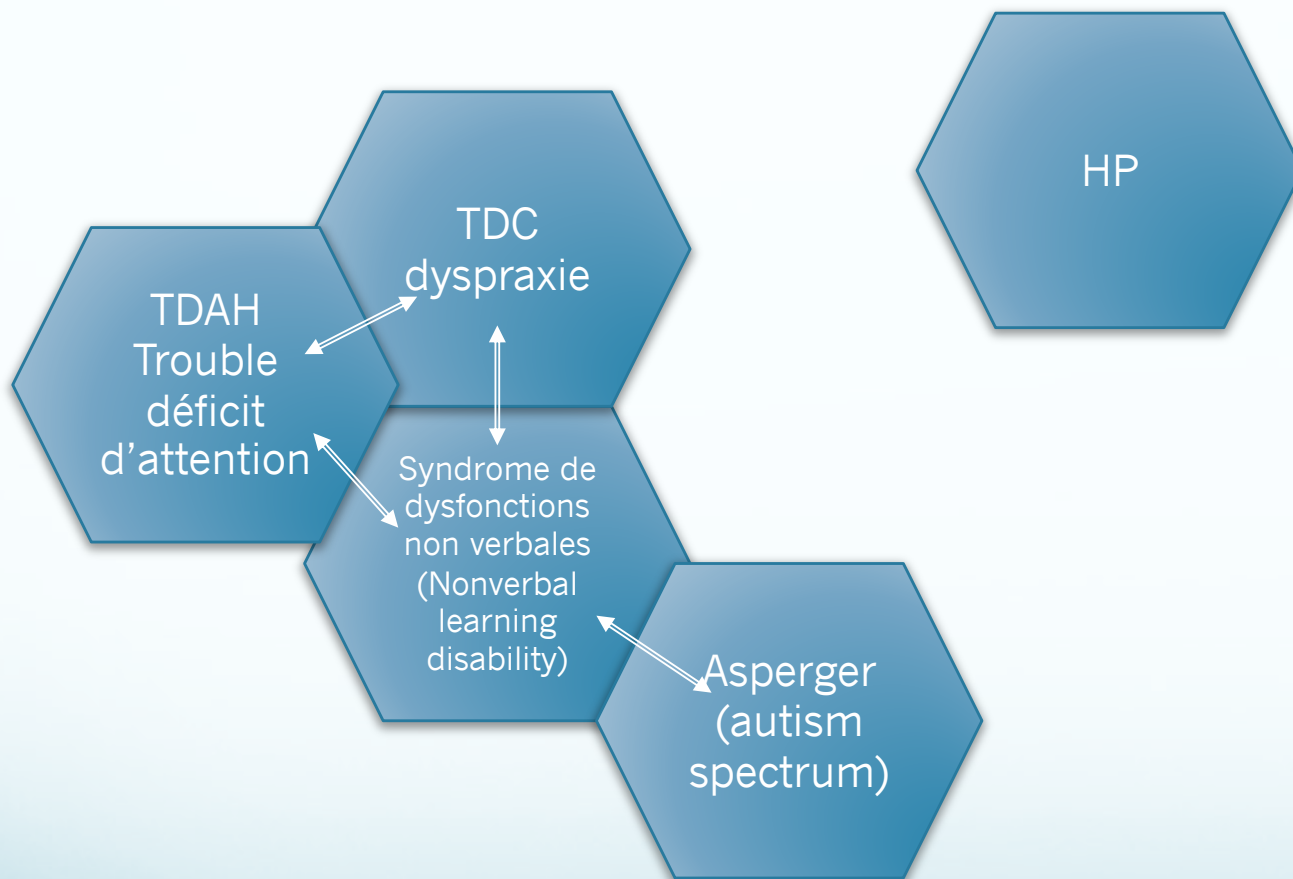 HP
TDC
dyspraxie
TDAH
Trouble
déficit
d’attention
Syndrome de
dysfonctions
non verbales
(Nonverbal
learning
disability)
Asperger
(autism
spectrum)